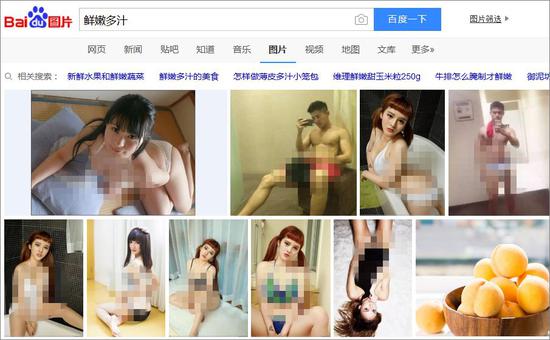 Bai du 图片 鲜嫩多汁 百度一下 图片筛选
网页 新闻 贴吧 知道 音乐 图片 视频 地图 文库 更多»
相关搜索： 新鲜水果和鲜嫩蔬菜 鲜嫩多汁的美食 怎样做薄皮多汁小笼包 维理鲜嫩甜玉米粒250g 牛排怎么腌制才鲜嫩 御泥坊